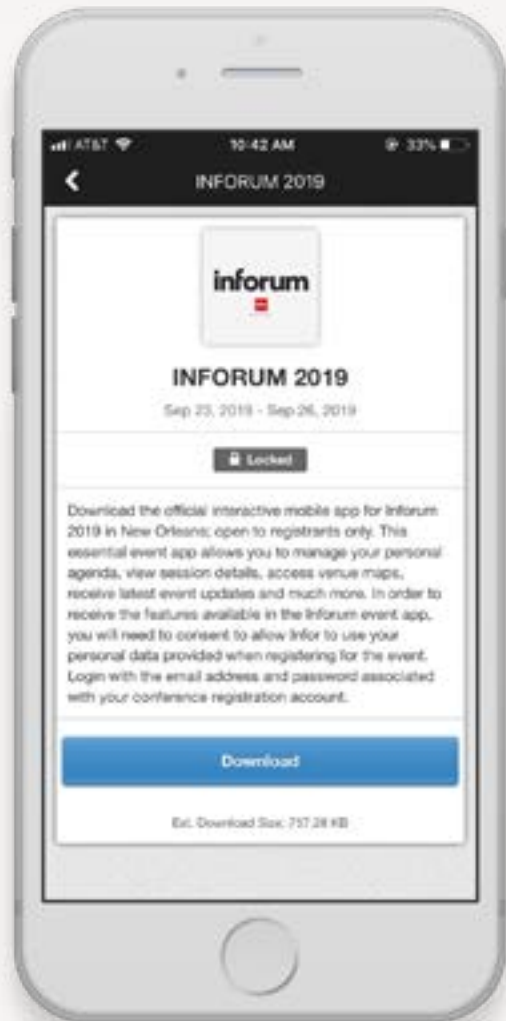 AT&T 10:42 AM 33%
INFORUM 2019
inforum
INFORUM 2019
Sep 23, 2019 - Sep 26, 2019
Locked
Download the official interactive mobile app for Inforum
2019 in New Orleans; open to registrants only. This
essential event app allows you to manage your personal
agenda, view session details, access venue maps,
receive latest event updates and much more. In order to
receive the features available in the Inforum event app,
you will need to consent to allow Infor to use your
personal data provided when registering for the event.
Login with the email address and password associated
with your conference registration account.
Download
Est. Download Size: 757.28 KB